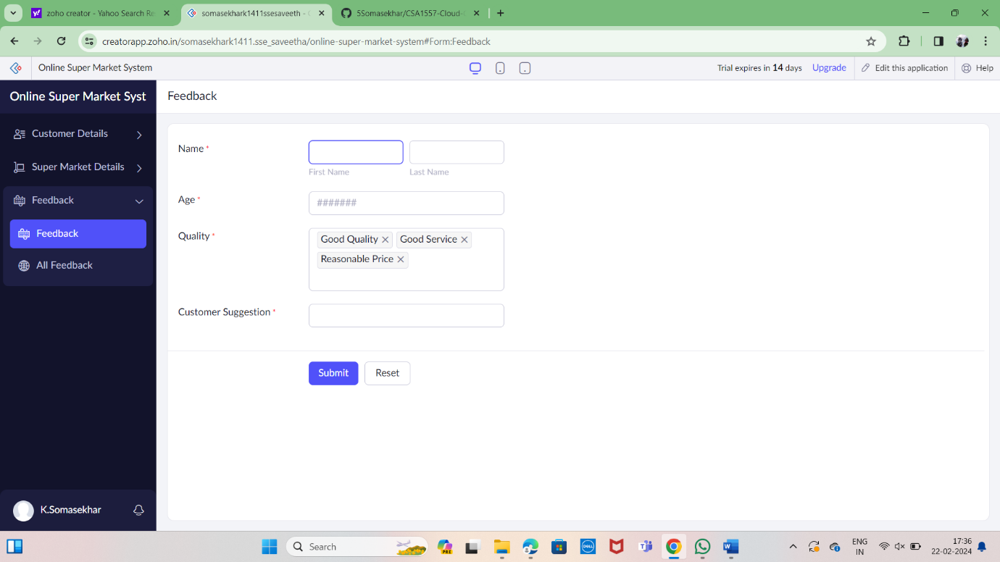 zoho creator - Yahoo Search Re
somasekhark1411ssesaveeth -
5Somasekhar/CSA1557-Cloud-
creatorapp.zoho.in/somasekhark1411.sse_saveetha/online-super-market-system#Form:Feedback
Online Super Market System
Trial expires in 14 days
Upgrade
Edit this application
Help
Online Super Market Syst
Feedback
Customer Details
Super Market Details
Feedback
Feedback
All Feedback
Name *
First Name
Last Name
Age *
#######
Quality *
Good Quality
Good Service
Reasonable Price
Customer Suggestion *
Submit
Reset
K.Somasekhar
Search
PRE
DELL
ENG
IN
17:36
22-02-2024